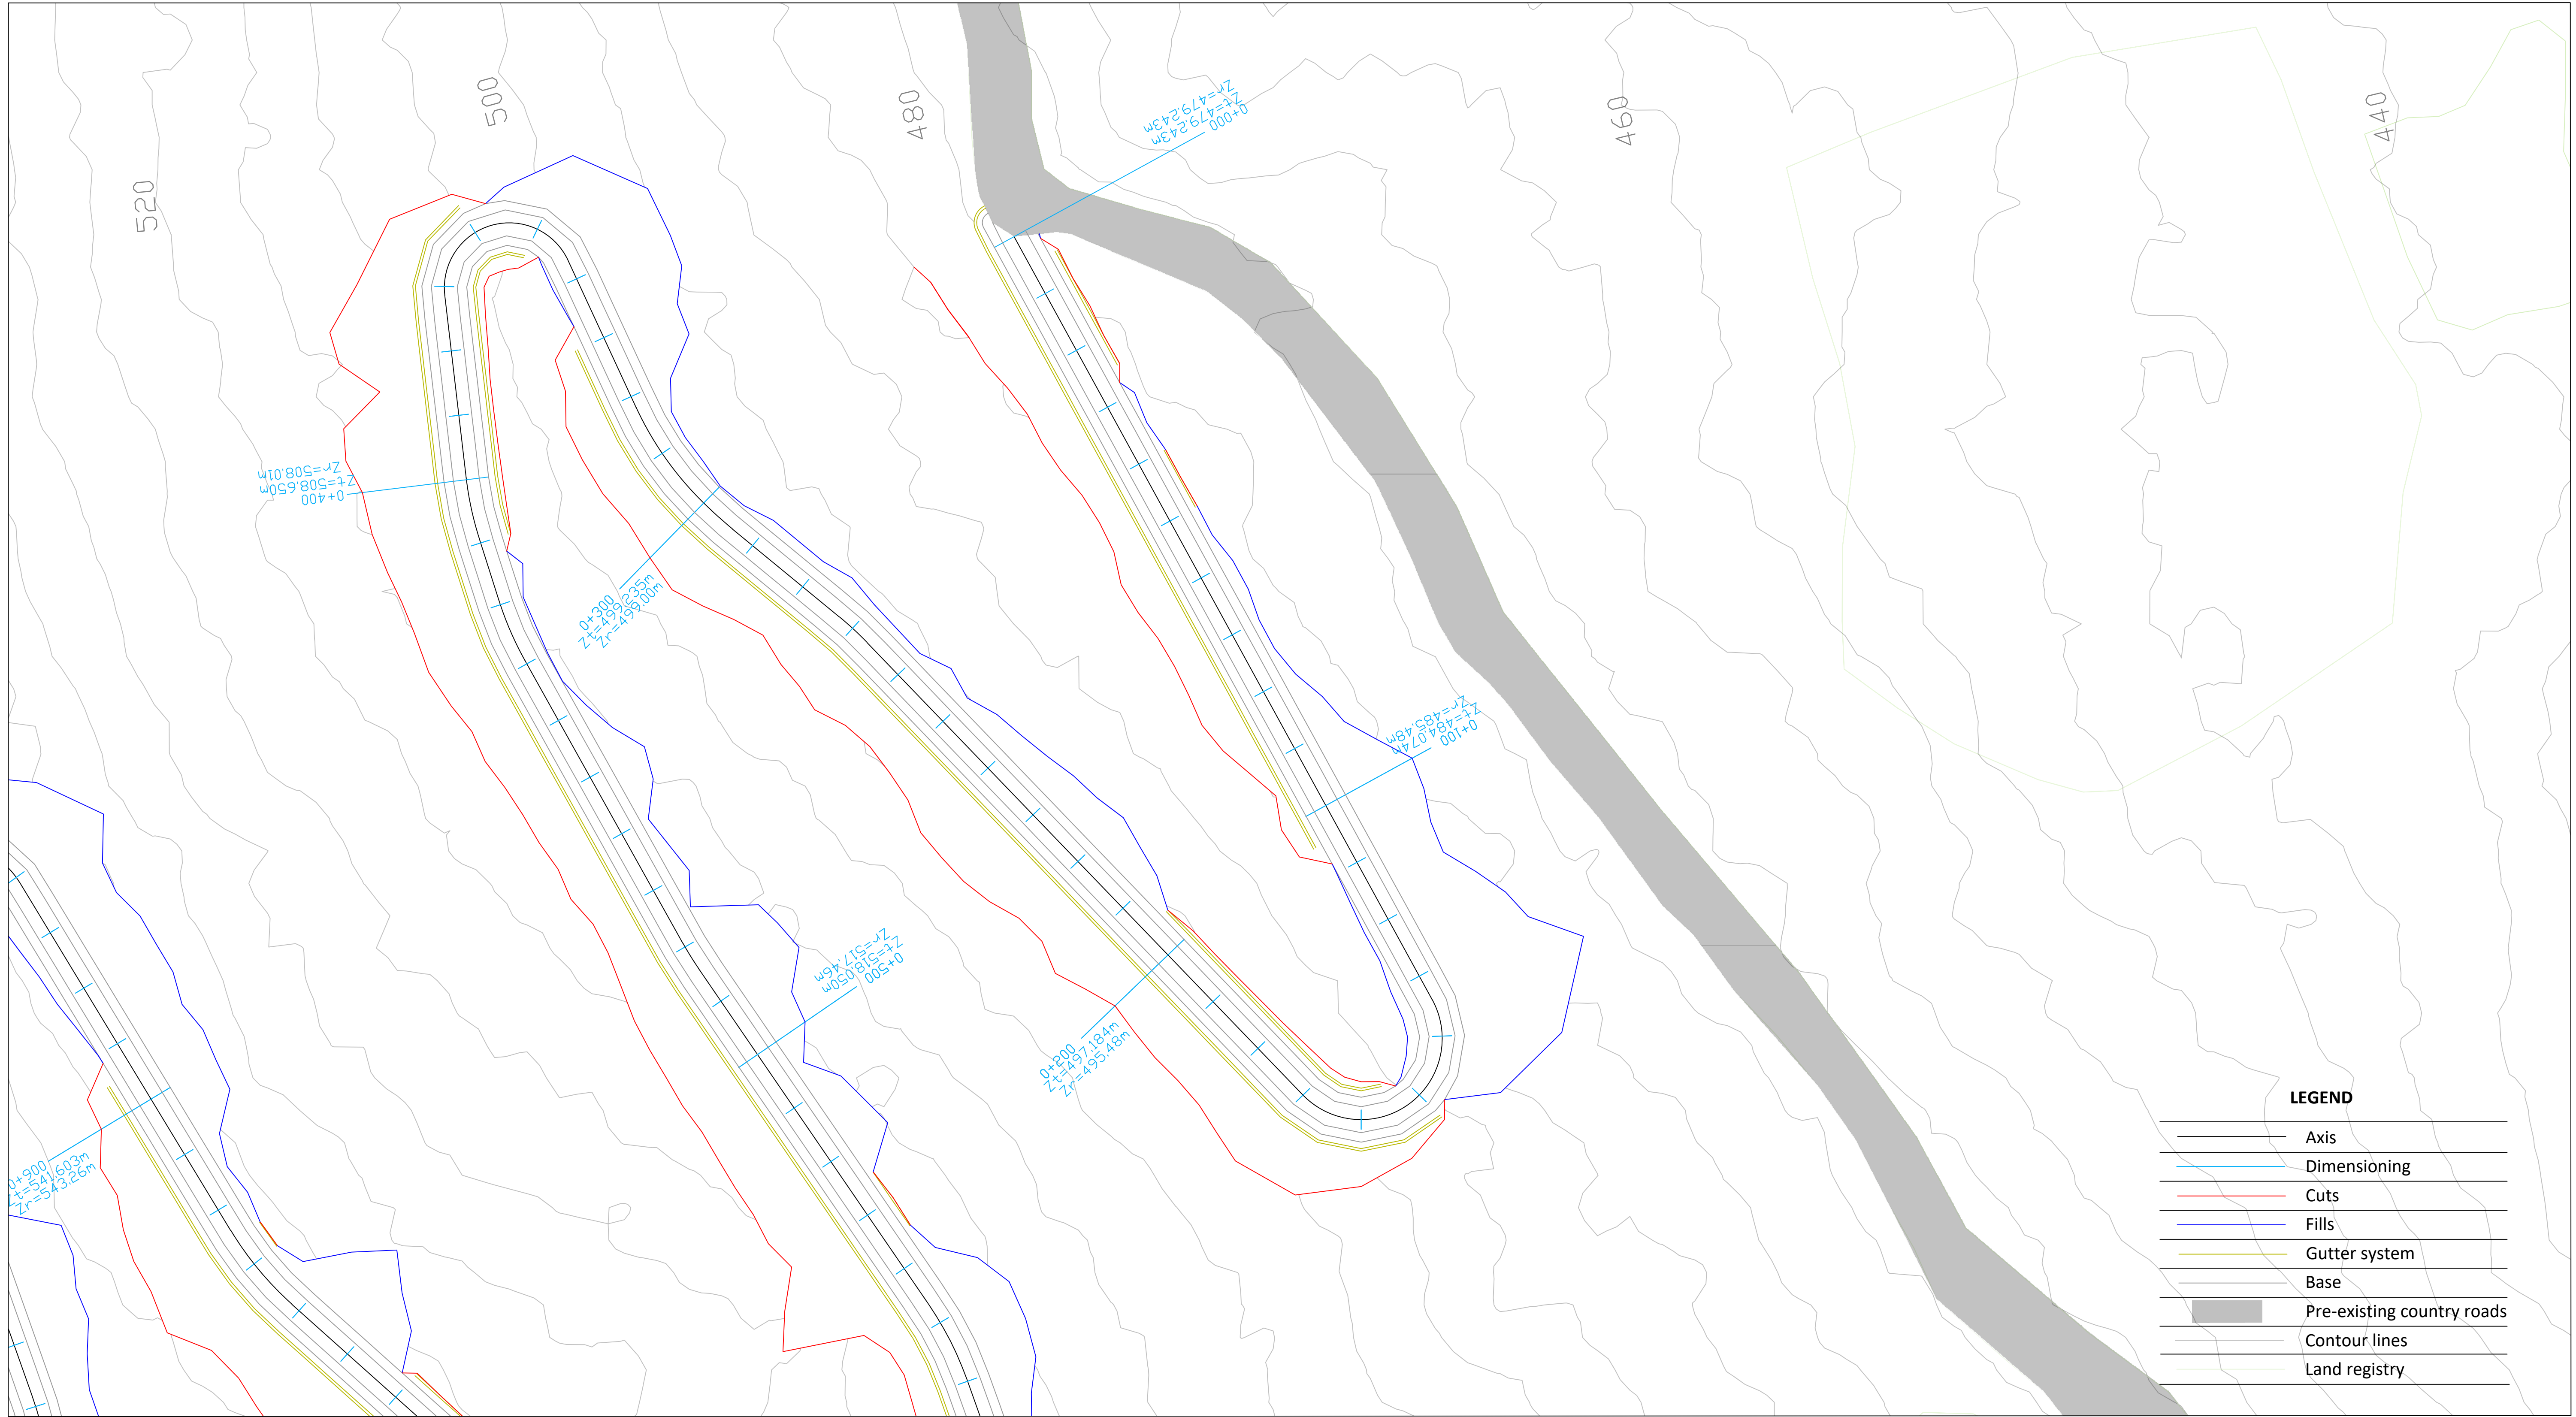 500
480
460
440
520
0+000
Zt=479.243m
Zr=479.243m
0+400
Zt=508.650m
Zr=508.01m
0+300
Zt=499.235m
Zr=499.00m
0+100
Zt=484.074m
Zr=485.48m
0+500
Zt=518.050m
Zr=517.46m
0+200
Zt=497.184m
Zr=495.48m
0+900
Zt=541.603m
Zr=543.26m
LEGEND
Axis
Dimensioning
Cuts
Fills
Gutter system
Base
Pre-existing country roads
Contour lines
Land registry